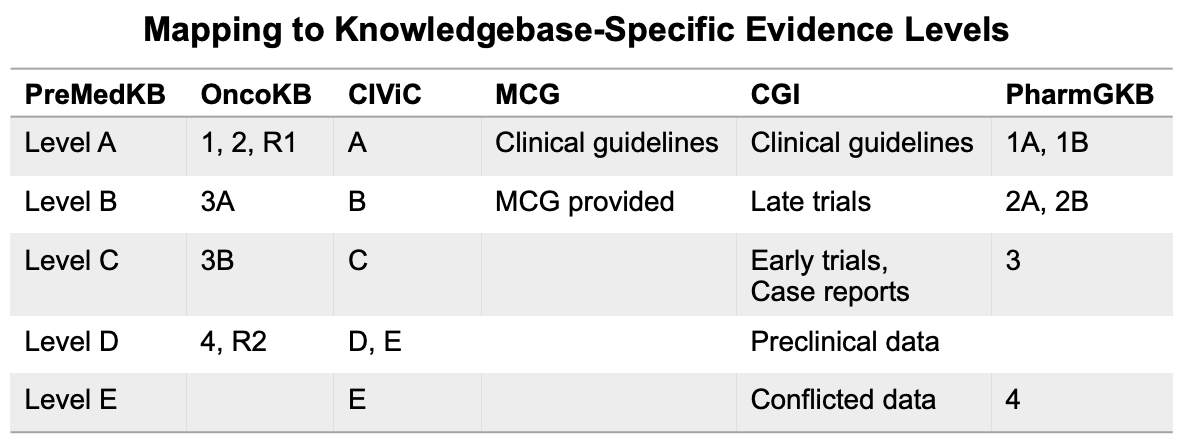 Mapping to Knowledgebase-Specific Evidence Levels
PreMedKB OncoKB CIViC MCG CGI PharmGKB
Level A 1, 2, R1 A Clinical guidelines Clinical guidelines 1A, 1B
Level B 3A B MCG provided Late trials 2A, 2B
Level C 3B C Early trials, 3
Case reports
Level D 4, R2 D, E Preclinical data
Level E E Conflicted data 4